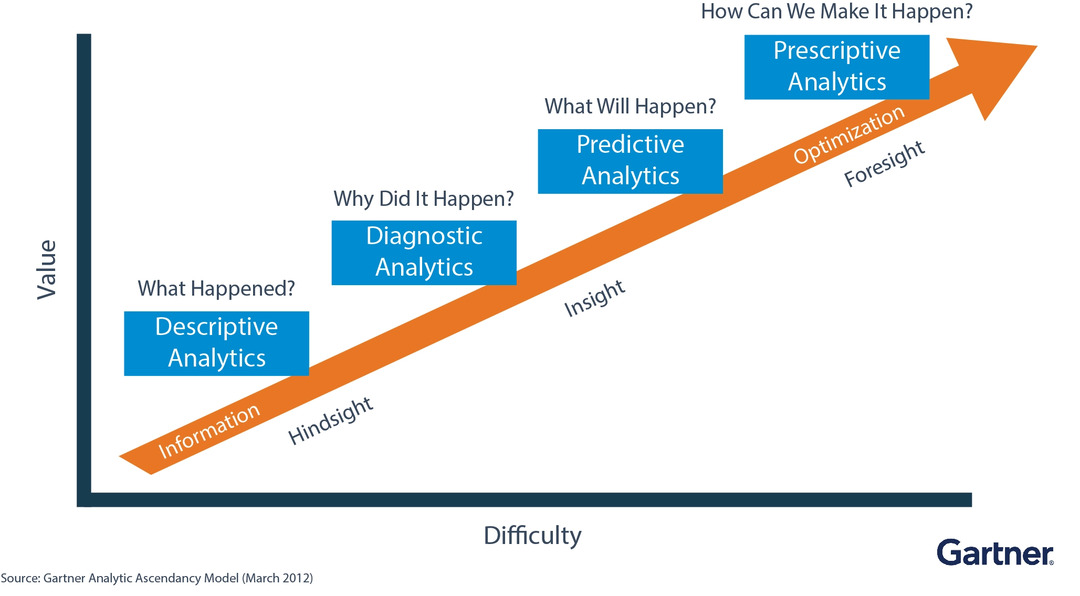 How Can We Make It Happen?
Prescriptive
Analytics
What Will Happen?
Predictive
Analytics
Optimization
Foresight
Why Did It Happen?
Diagnostic
Analytics
Insight
What Happened?
Descriptive
Analytics
Information
Hindsight
Value
Difficulty
Gartner®
Source: Gartner Analytic Ascendancy Model (March 2012)